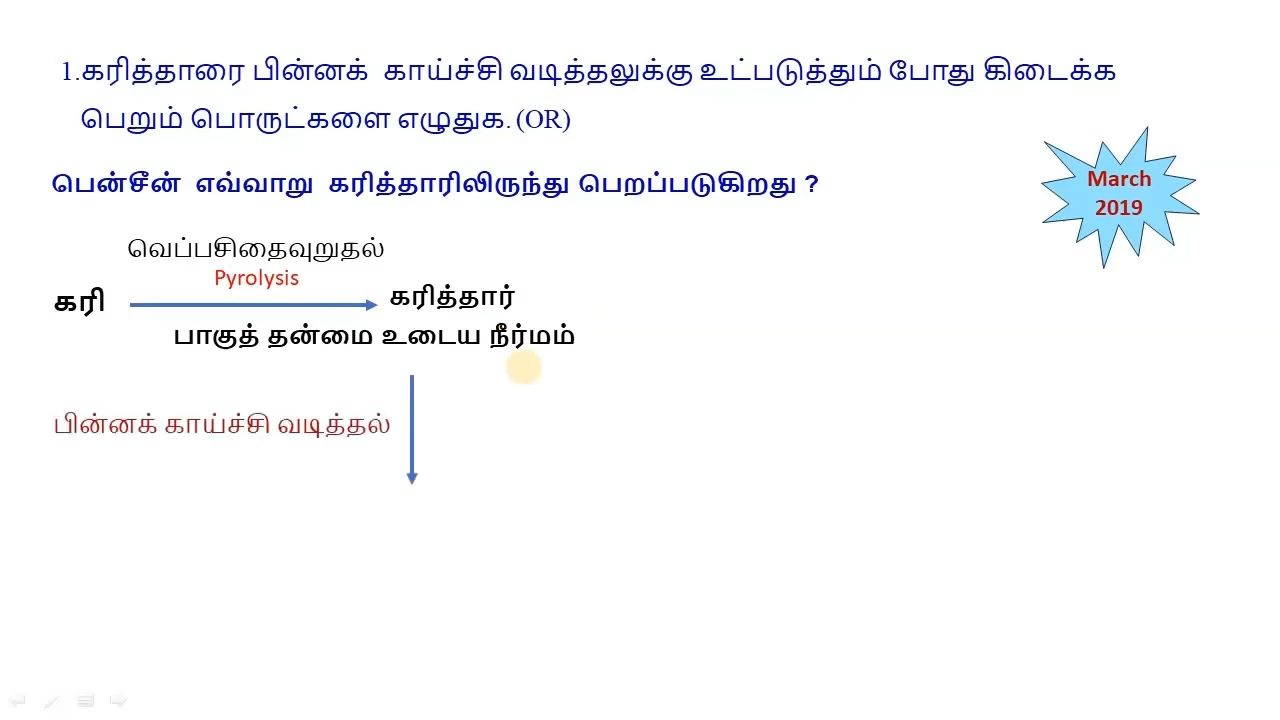 1.கரித்தாரை பின்னக் காய்ச்சி வடித்தலுக்கு உட்படுத்தும் போது கிடைக்க
பெறும் பொருட்களை எழுதுக. (OR)
பென்சீன் எவ்வாறு கரித்தாரிலிருந்து பெறப்படுகிறது ?
March
2019
வெப்பசிதைவுறுதல்
Pyrolysis
கரி
கரித்தார்
பாகுத் தன்மை உடைய நீர்மம்
பின்னக் காய்ச்சி வடித்தல்